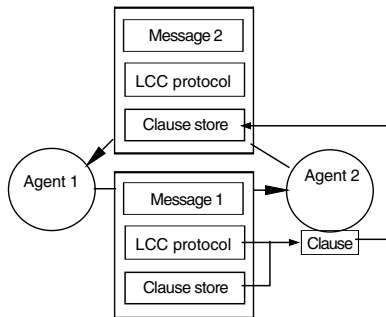 Message 2
LCC protocol
Clause store
Agent 1
Agent 2
Message 1
LCC protocol
Clause
Clause store